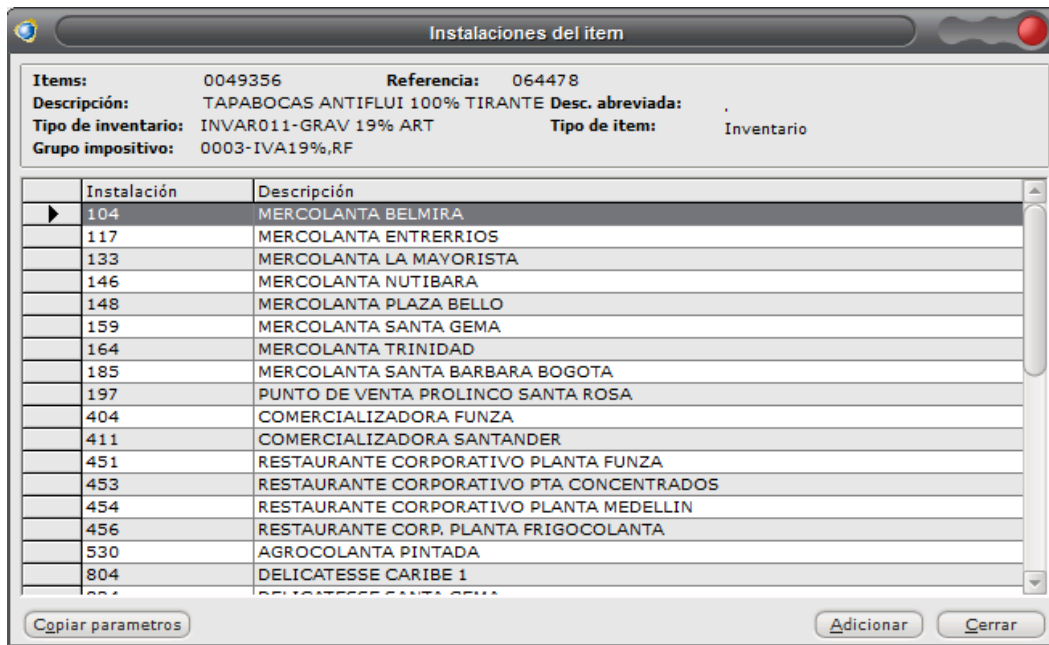 Instalaciones del item
Items: 0049356 Referencia: 064478
Descripción: TAPABOCAS ANTIFLUI 100% TIRANTE Desc. abreviada: .
Tipo de inventario: INVAR011-GRAV 19% ART Tipo de item: Inventario
Grupo impositivo: 0003-IVA19%,RF
Instalación Descripción
104 MERCOLANTA BELMIRA
117 MERCOLANTA ENTRERRIOS
133 MERCOLANTA LA MAYORISTA
146 MERCOLANTA NUTIBARA
148 MERCOLANTA PLAZA BELLO
159 MERCOLANTA SANTA GEMA
164 MERCOLANTA TRINIDAD
185 MERCOLANTA SANTA BARBARA BOGOTA
197 PUNTO DE VENTA PROLINCO SANTA ROSA
404 COMERCIALIZADORA FUNZA
411 COMERCIALIZADORA SANTANDER
451 RESTAURANTE CORPORATIVO PLANTA FUNZA
453 RESTAURANTE CORPORATIVO PTA CONCENTRADOS
454 RESTAURANTE CORPORATIVO PLANTA MEDELLIN
456 RESTAURANTE CORP. PLANTA FRIGOCOLANTA
530 AGROCOLANTA PINTADA
804 DELICATESSE CARIBE 1
DELICATESSE SANTA GEMA
Copiar parametros Adicionar Cerrar